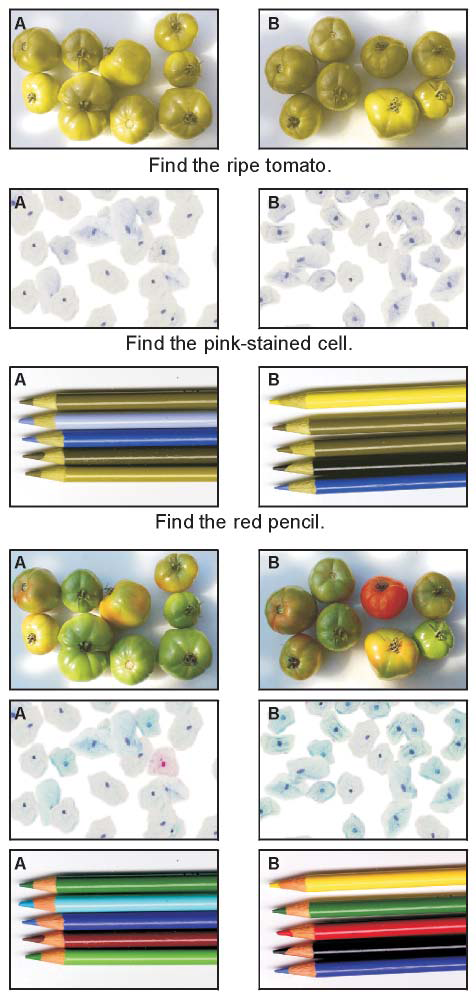 A
B
Find the ripe tomato.
A
B
Find the pink-stained cell.
A
B
Find the red pencil.
A
B
A
B
A
B